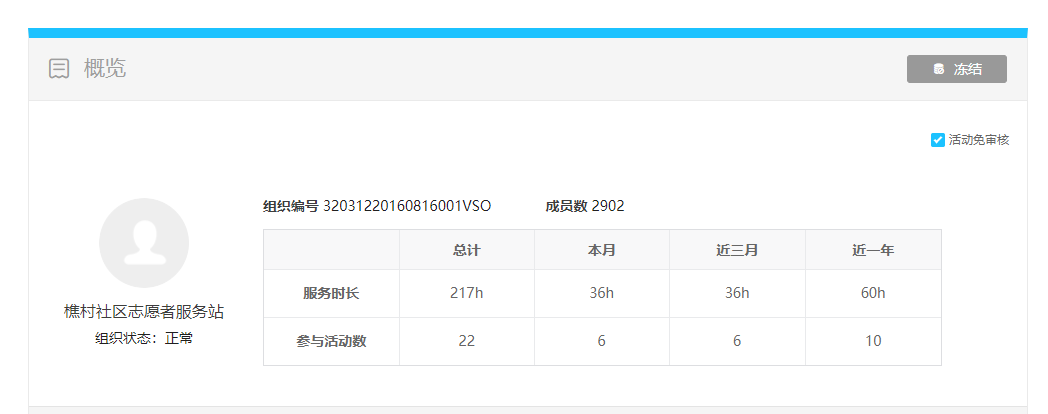 概览
冻结
活动免审核
组织编号 32031220160816001VSO 成员数 2902
总计 本月 近三月 近一年
服务时长 217h 36h 36h 60h
参与活动数 22 6 6 10
樵村社区志愿者服务站
组织状态：正常